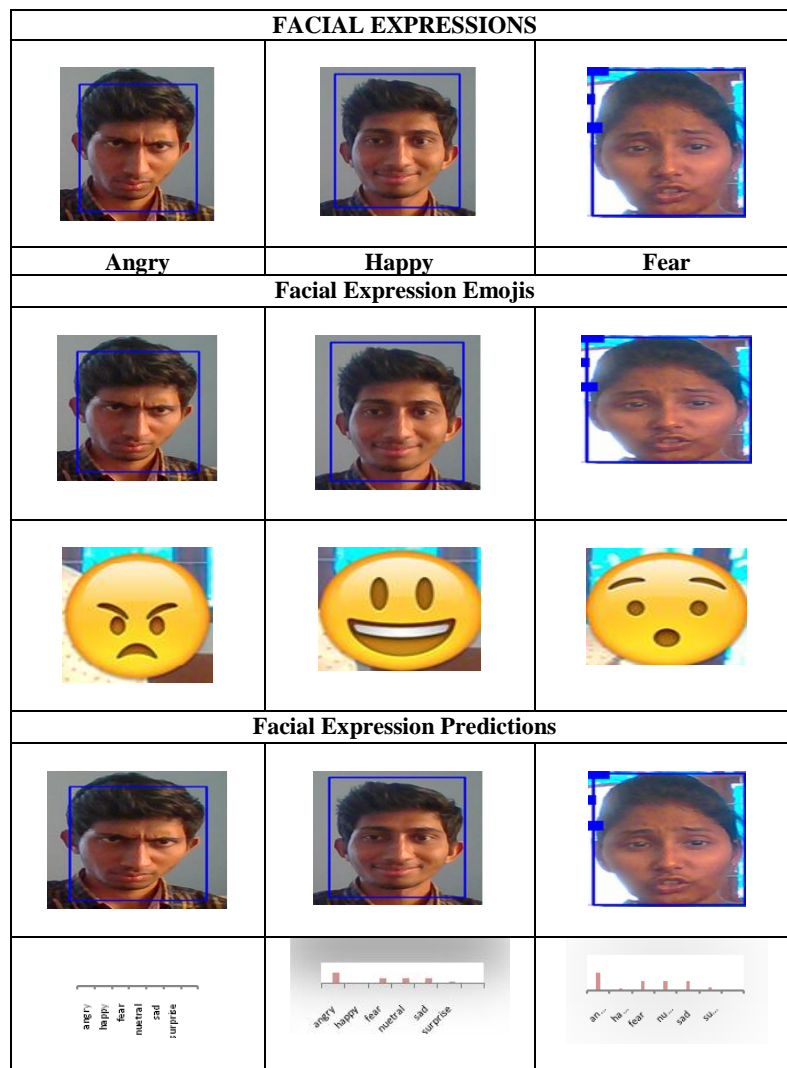 FACIAL EXPRESSIONS
Angry Happy Fear
Facial Expression Emojis
Facial Expression Predictions
angry happy fear nuetral sad surprise
angry happy fear nuetral sad surprise
an... ha... fear nu... sad su...